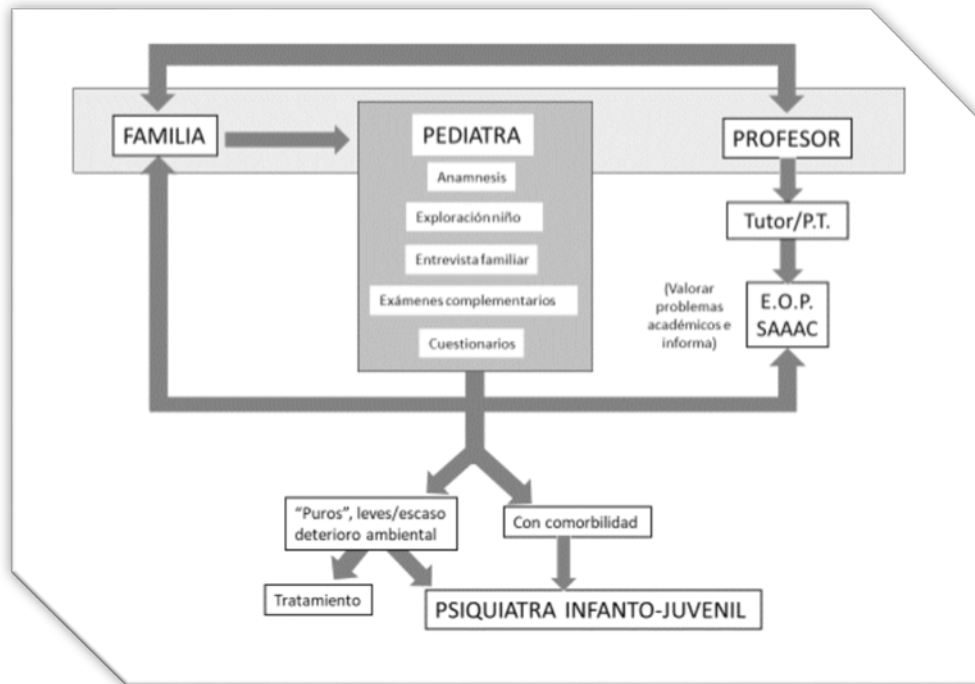 FAMILIA
PEDIATRA
PROFESOR
Anamnesis
Exploración niño
Entrevista familiar
Exámenes complementarios
Cuestionarios
Tutor/P.T.
(Valorar
problemas
académicos e
informa)
E.O.P.
SAAAC
"Puros", leves/escaso
deterioro ambiental
Con comorbilidad
Tratamiento
PSIQUIATRA INFANTO-JUVENIL